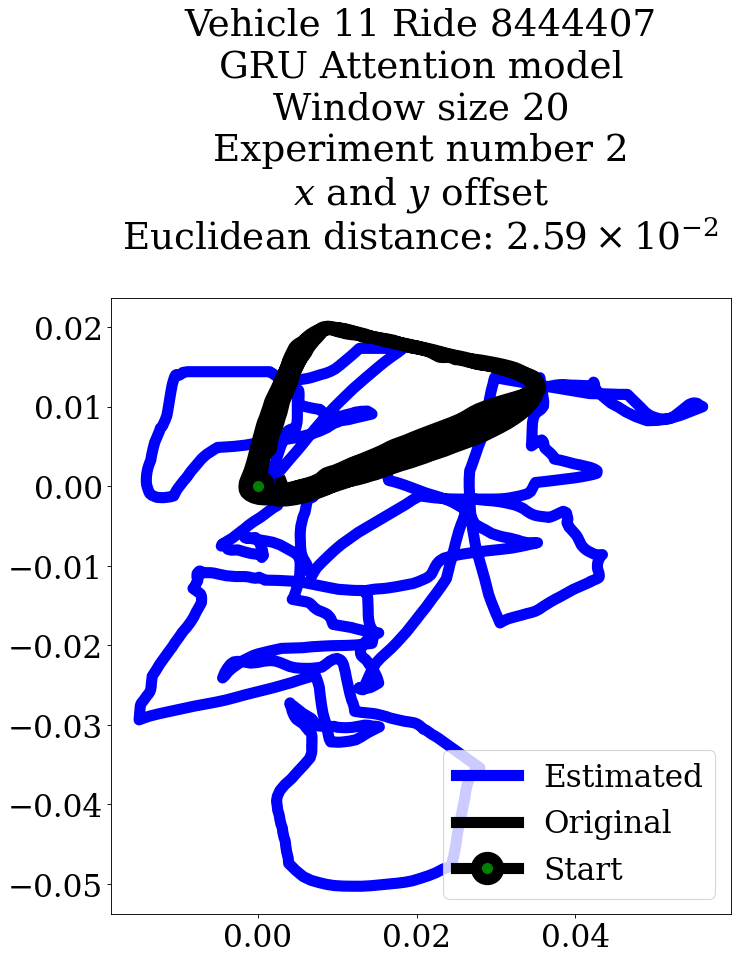 Vehicle 11 Ride 8444407
GRU Attention model
Window size 20
Experiment number 2
x and y offset
Euclidean distance: 2.59 × 10⁻²
0.02
0.01
0.00
−0.01
−0.02
−0.03
−0.04
−0.05
Estimated
Original
Start
0.00 0.02 0.04